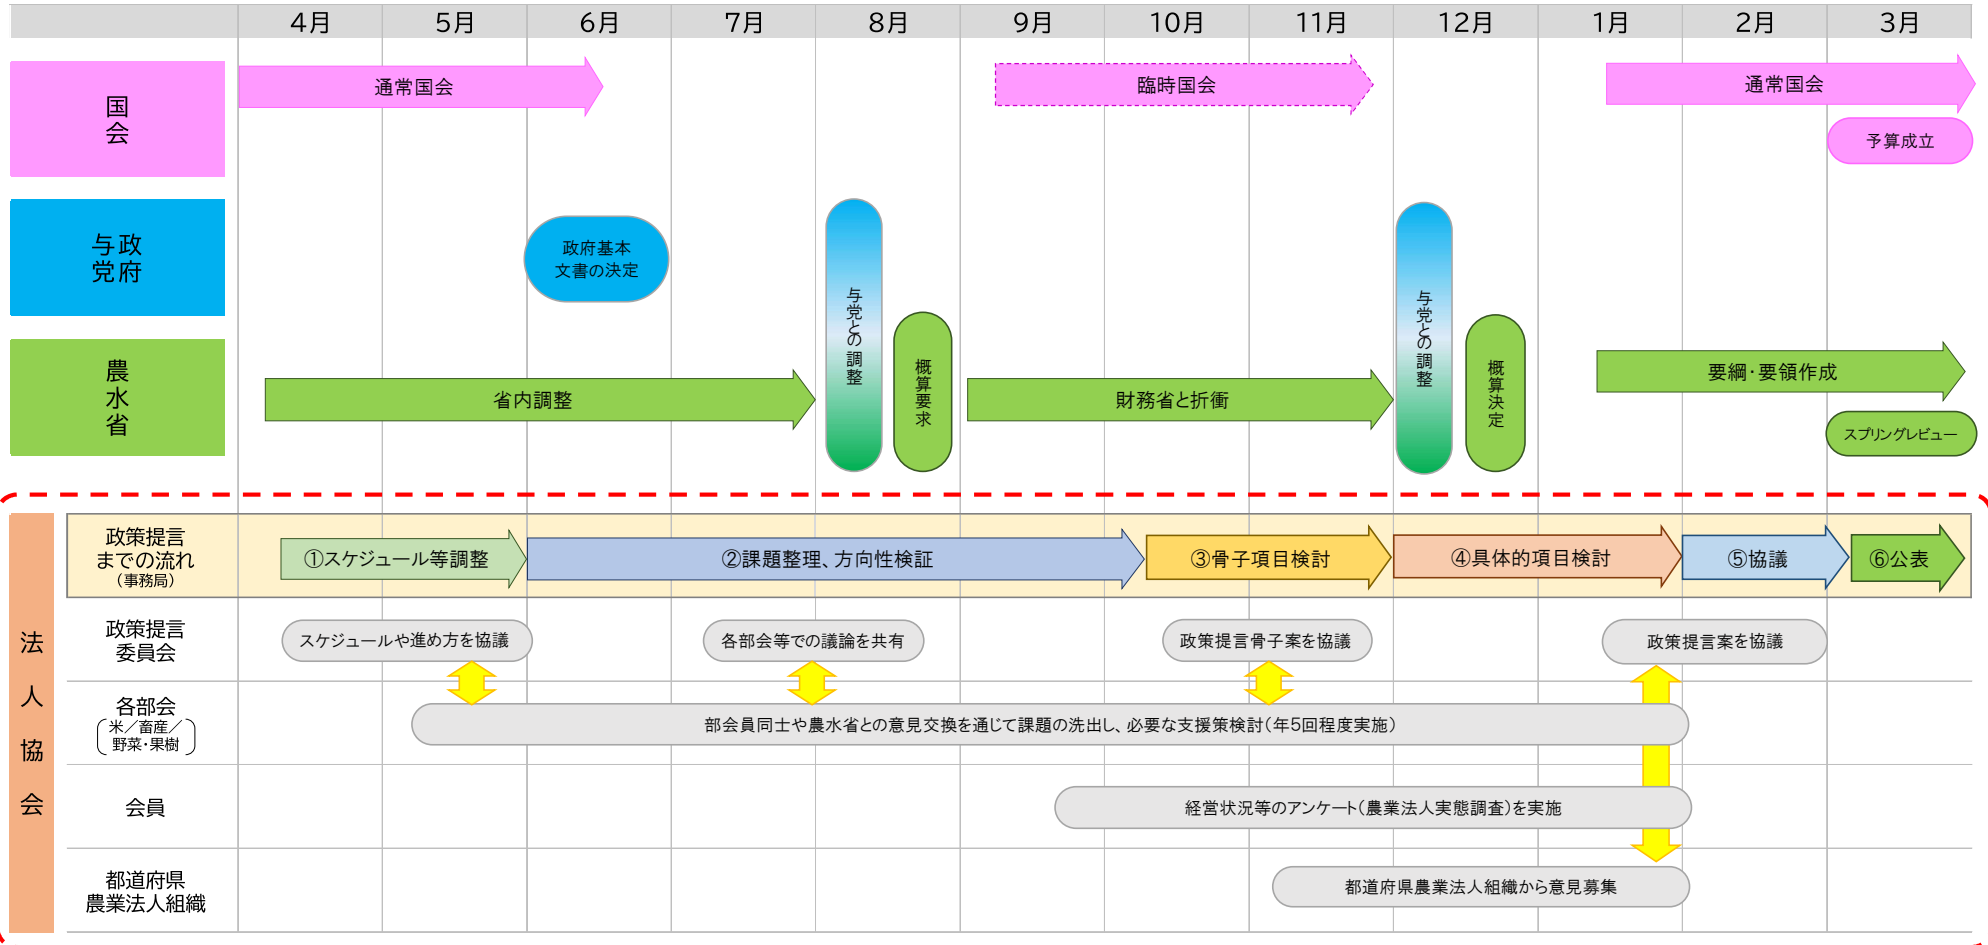 4月 5月 6月 7月 8月 9月 10月 11月 12月 1月 2月 3月
国会
通常国会
臨時国会
通常国会
予算成立
政府
与党
政府基本
文書の決定
与党との調整
与党との調整
農水省
省内調整
概算要求
財務省と折衝
概算決定
要綱・要領作成
スプリングレビュー
法人協会
政策提言
までの流れ
（事務局）
①スケジュール等調整
②課題整理、方向性検証
③骨子項目検討
④具体的項目検討
⑤協議
⑥公表
政策提言
委員会
スケジュールや進め方を協議
各部会等での議論を共有
政策提言骨子案を協議
政策提言案を協議
各部会
米／畜産／
野菜・果樹
部会員同士や農水省との意見交換を通じて課題の洗出し、必要な支援策検討（年5回程度実施）
会員
経営状況等のアンケート（農業法人実態調査）を実施
都道府県
農業法人組織
都道府県農業法人組織から意見募集